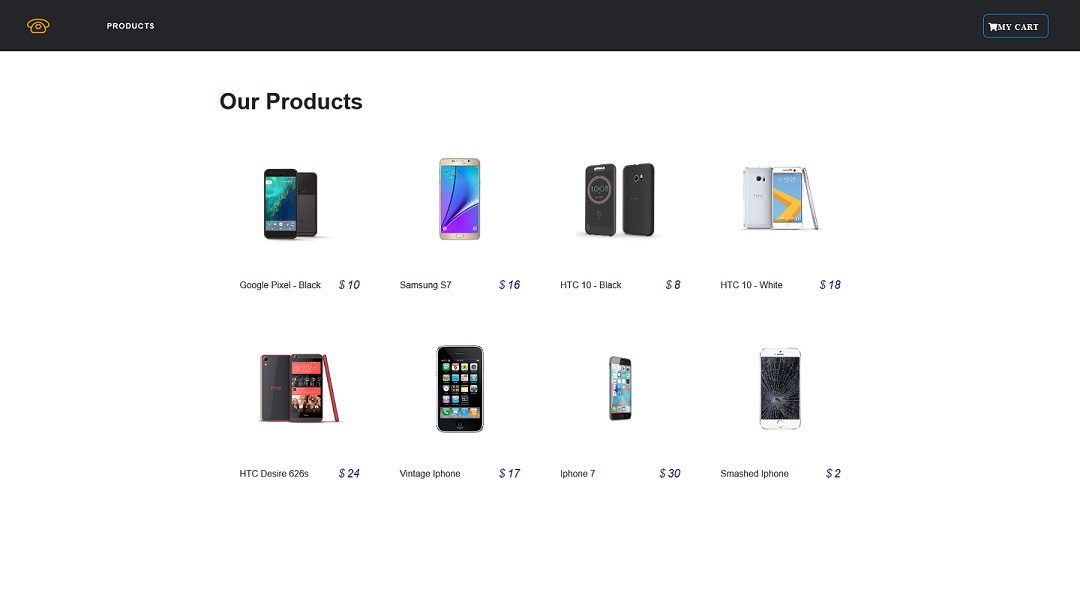 PRODUCTS
MY CART
Our Products
Google Pixel - Black $ 10
Samsung S7 $ 16
HTC 10 - Black $ 8
HTC 10 - White $ 18
HTC Desire 626s $ 24
Vintage Iphone $ 17
Iphone 7 $ 30
Smashed Iphone $ 2